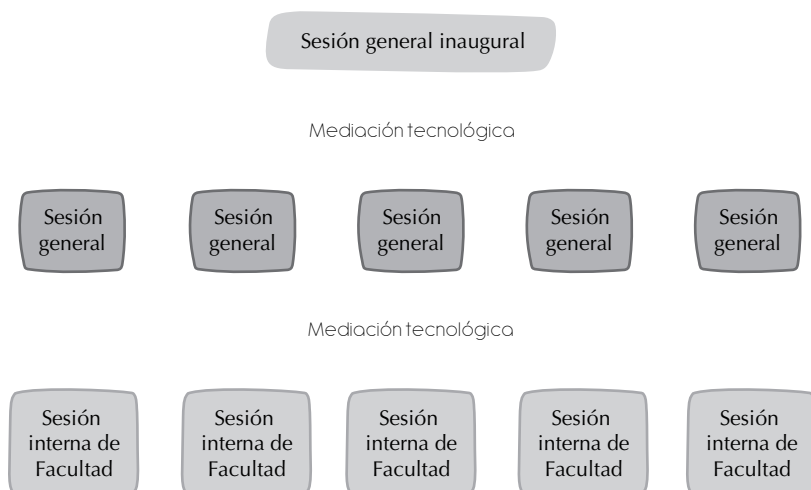 Sesión general inaugural
Mediación tecnológica
Sesión
general
Sesión
general
Sesión
general
Sesión
general
Sesión
general
Mediación tecnológica
Sesión
interna de
Facultad
Sesión
interna de
Facultad
Sesión
interna de
Facultad
Sesión
interna de
Facultad
Sesión
interna de
Facultad